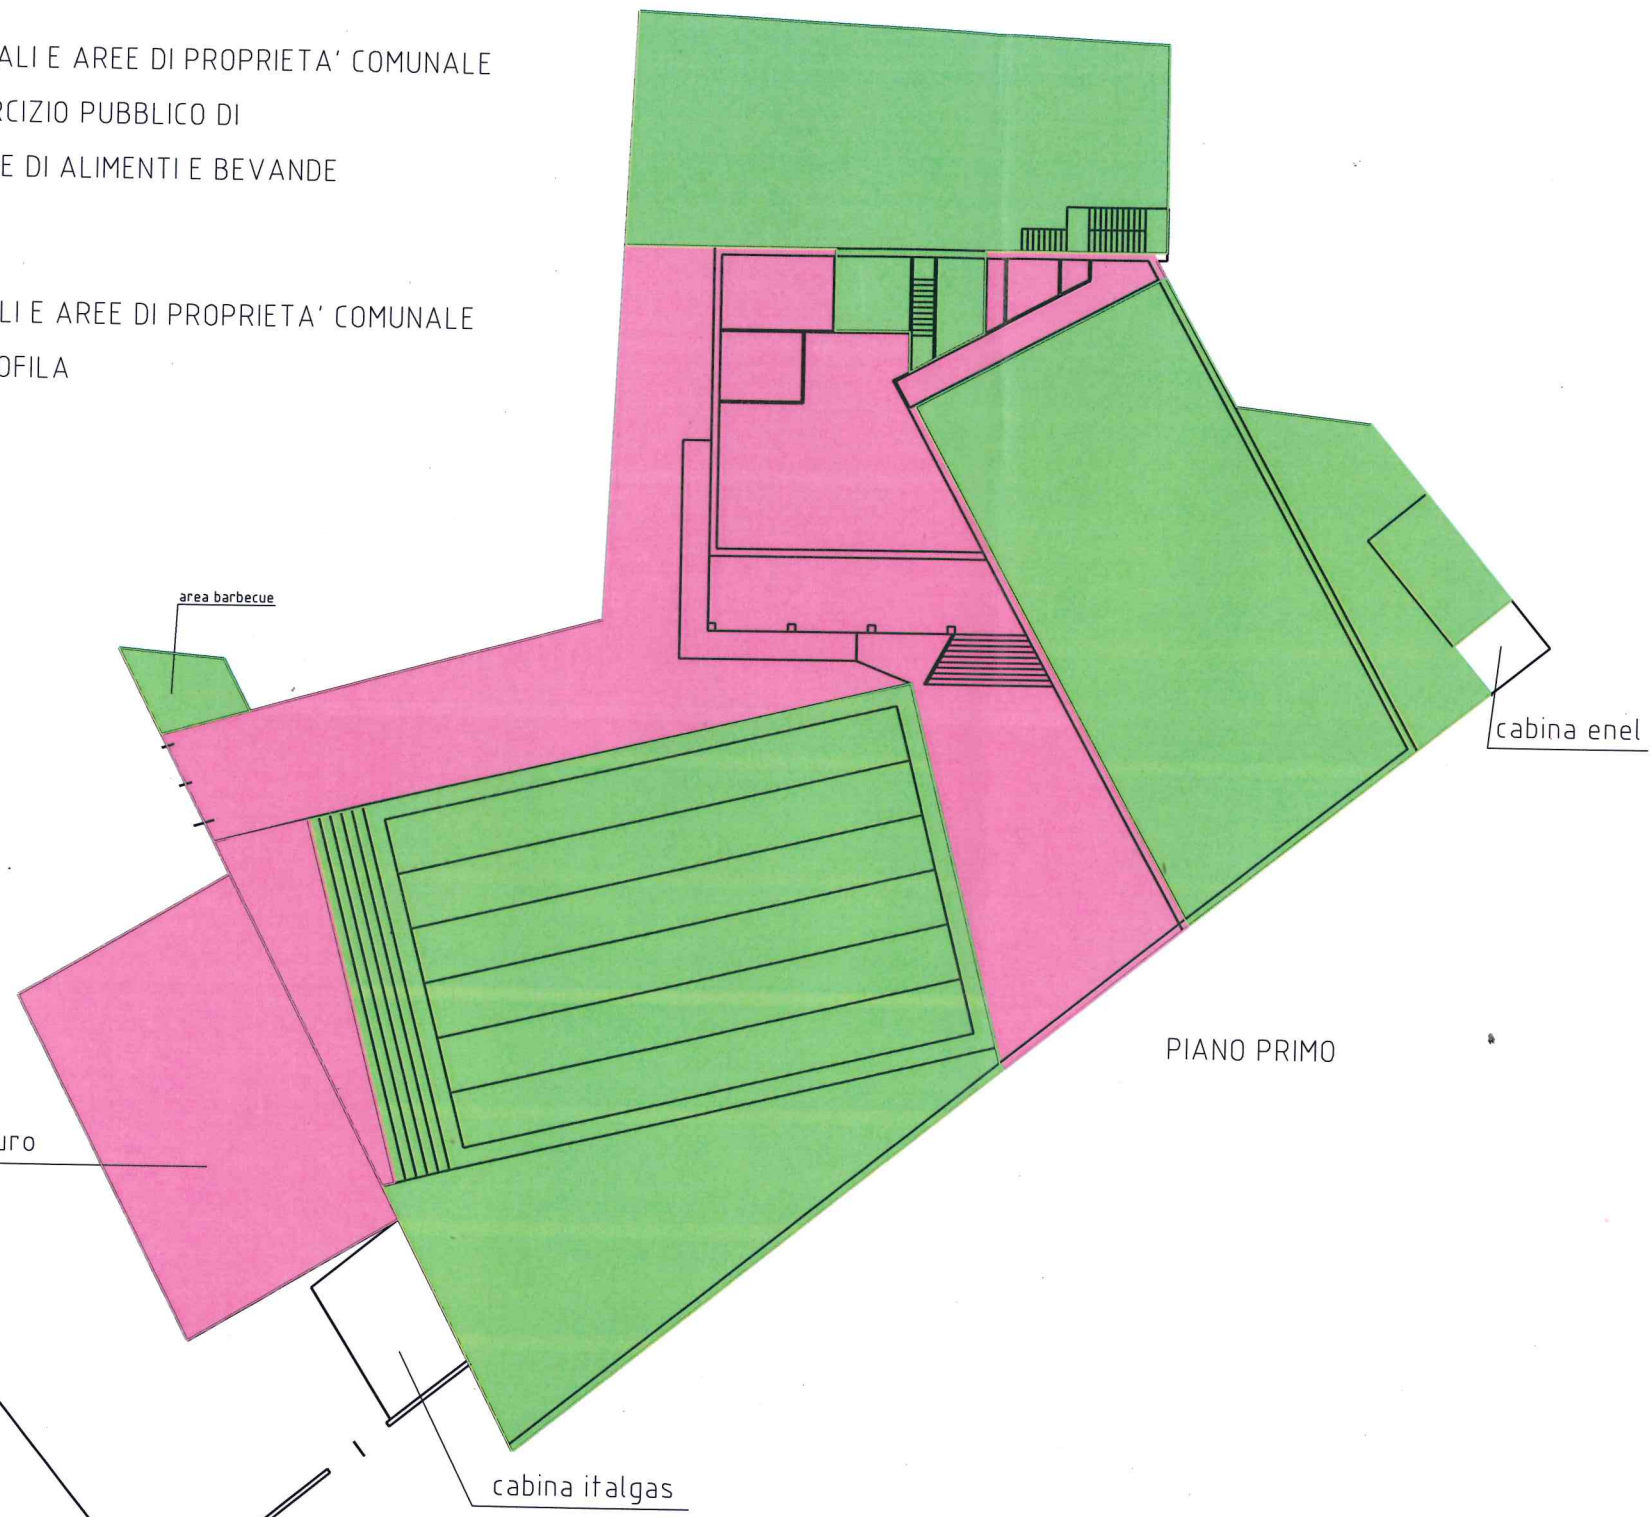 ALI E AREE DI PROPRIETA' COMUNALE
RCIZIO PUBBLICO DI
E DI ALIMENTI E BEVANDE
LI E AREE DI PROPRIETA' COMUNALE
OFILA
area barbecue
cabina enel
PIANO PRIMO
uro
cabina italgas